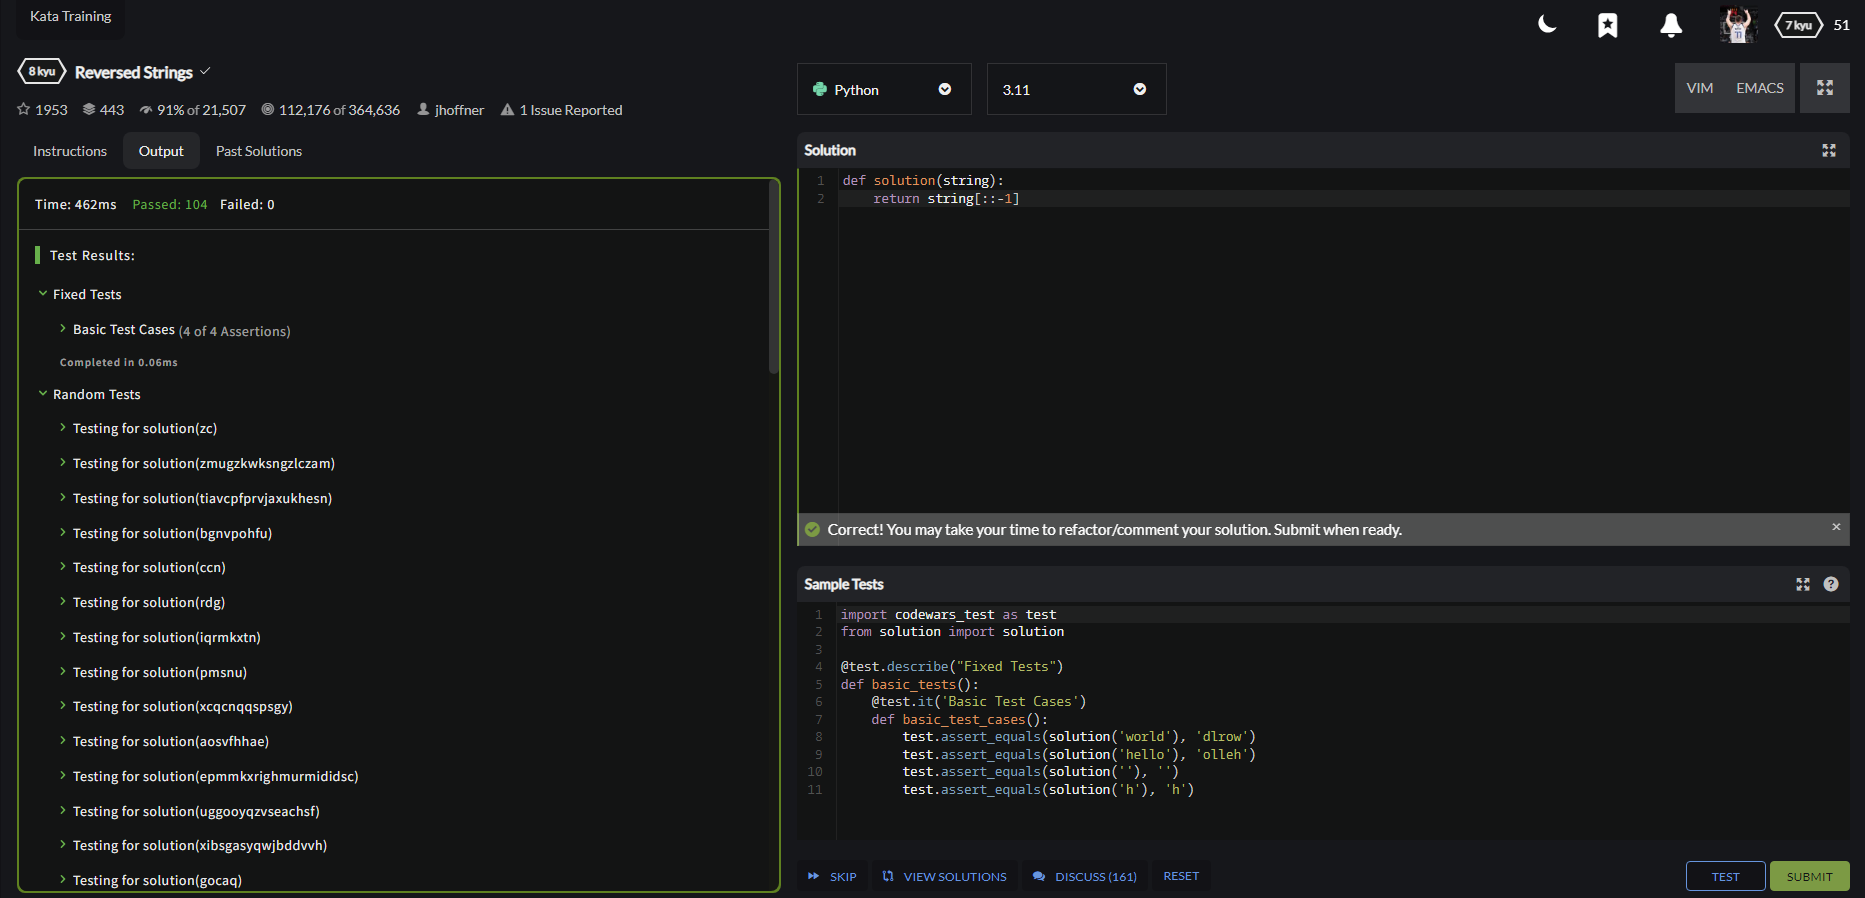 Kata Training
7 kyu 51
8 kyu Reversed Strings
1953 443 91% of 21,507 112,176 of 364,636 jhoffner 1 Issue Reported
Instructions Output Past Solutions
Time: 462ms Passed: 104 Failed: 0
Test Results:
Fixed Tests
Basic Test Cases (4 of 4 Assertions)
Completed in 0.06ms
Random Tests
Testing for solution(zc)
Testing for solution(zmugzkwksngzlczam)
Testing for solution(tiavcpfprvjaxukhesn)
Testing for solution(bgnvpohfu)
Testing for solution(ccn)
Testing for solution(rdg)
Testing for solution(iqrmkxtn)
Testing for solution(pmsnu)
Testing for solution(xcqcnqqspsgy)
Testing for solution(aosvfhhae)
Testing for solution(epmmkxrighmurmididsc)
Testing for solution(uggooyqzvseachsf)
Testing for solution(xibsgasyqwjbddvvh)
Testing for solution(gocaq)
Python 3.11 VIM EMACS
Solution
1 def solution(string):
2     return string[::-1]
Correct! You may take your time to refactor/comment your solution. Submit when ready. ×
Sample Tests ?
1 import codewars_test as test
2 from solution import solution
3
4 @test.describe("Fixed Tests")
5 def basic_tests():
6     @test.it('Basic Test Cases')
7     def basic_test_cases():
8         test.assert_equals(solution('world'), 'dlrow')
9         test.assert_equals(solution('hello'), 'olleh')
10         test.assert_equals(solution(''), '')
11         test.assert_equals(solution('h'), 'h')
SKIP VIEW SOLUTIONS DISCUSS (161) RESET TEST SUBMIT